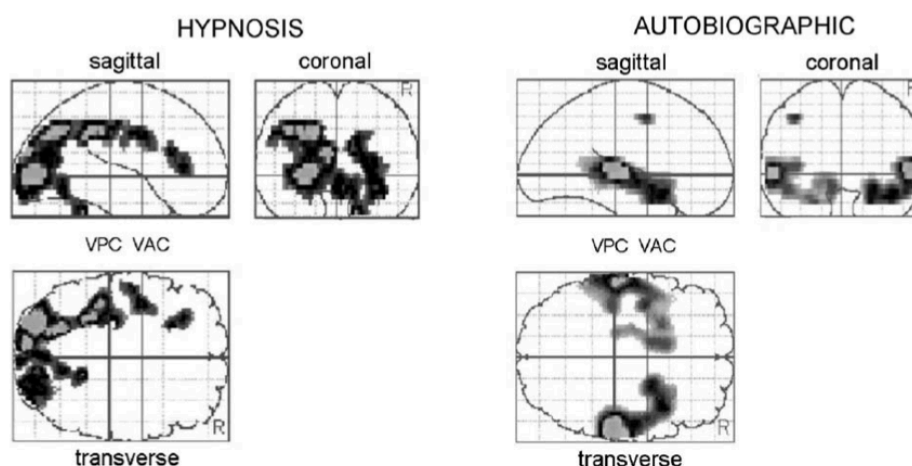 HYPNOSIS
sagittal coronal
R
VPC VAC
R
transverse
AUTOBIOGRAPHIC
sagittal coronal
VPC VAC
R
transverse